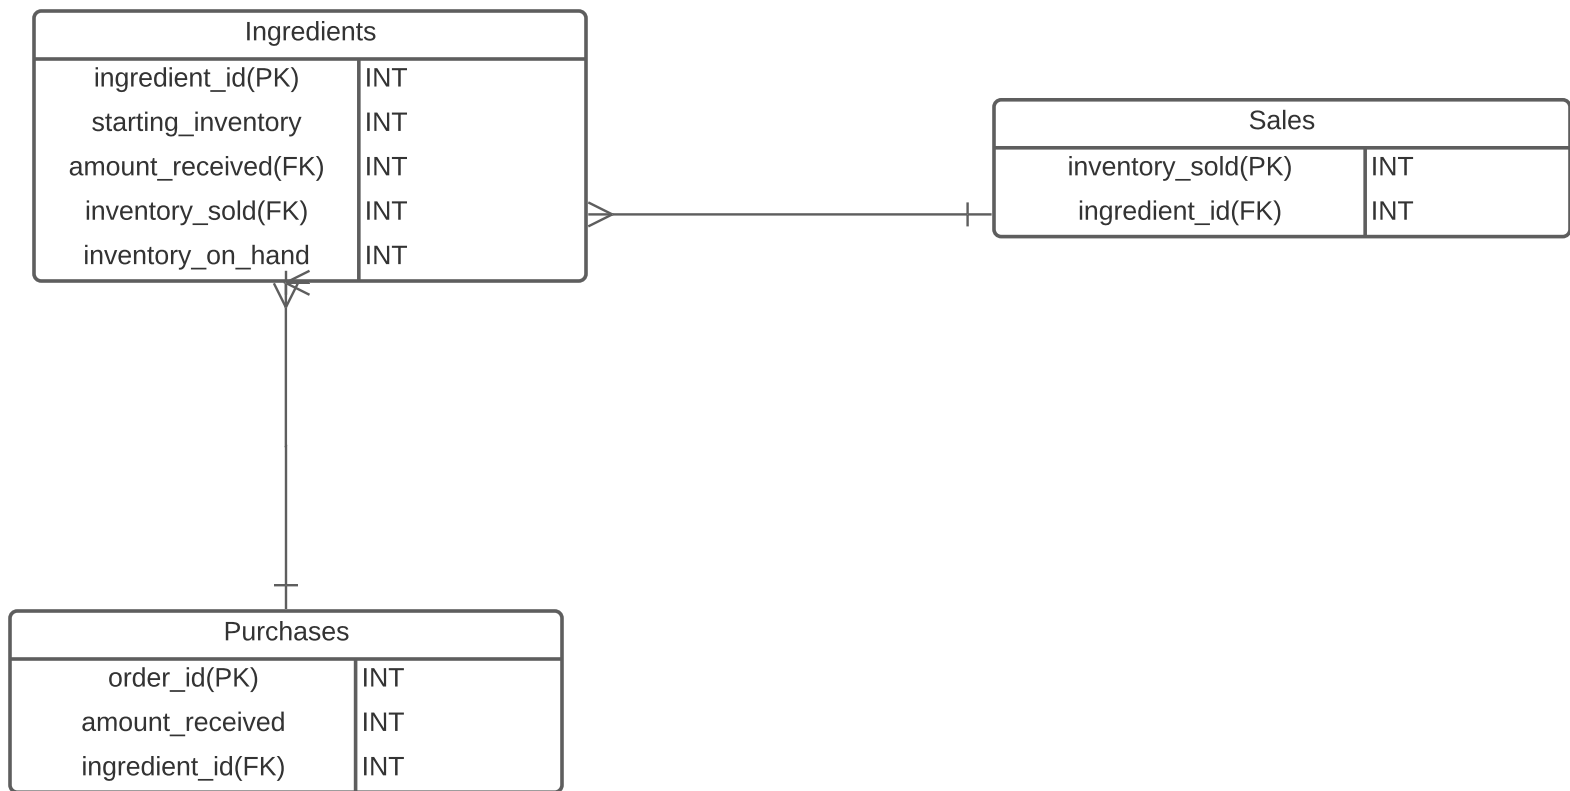 Ingredients
ingredient_id(PK) INT
starting_inventory INT
amount_received(FK) INT
inventory_sold(FK) INT
inventory_on_hand INT
Sales
inventory_sold(PK) INT
ingredient_id(FK) INT
Purchases
order_id(PK) INT
amount_received INT
ingredient_id(FK) INT